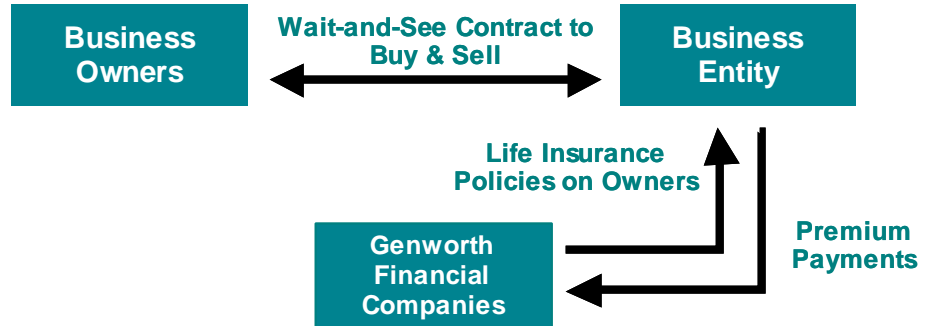 Business
Owners
Wait-and-See Contract to
Buy & Sell
Business
Entity
Life Insurance
Policies on Owners
Genworth
Financial
Companies
Premium
Payments